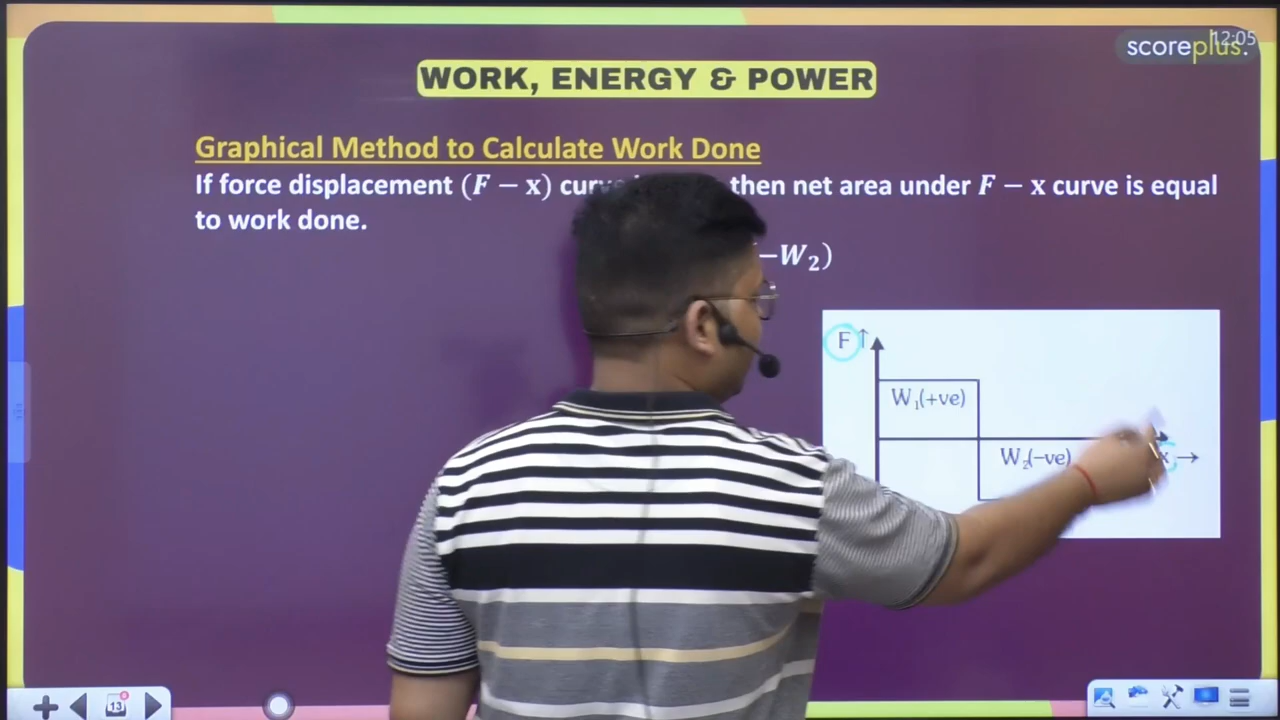 12:05
scoreplus.
WORK, ENERGY & POWER
Graphical Method to Calculate Work Done
If force displacement (F − x) then net area under F − x curve is equal
to work done.
−W₂)
F ↑
W₁(+ve)
W₂(−ve)
x →
13